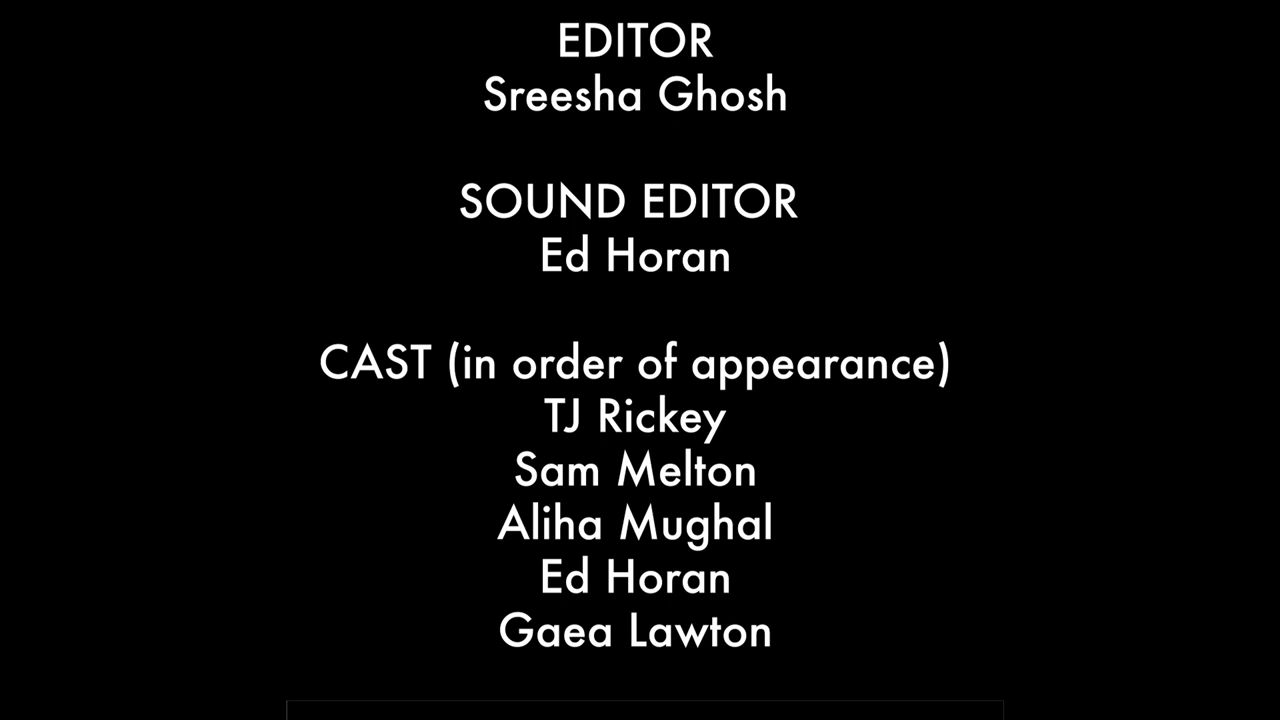 EDITOR
Sreesha Ghosh
SOUND EDITOR
Ed Horan
CAST (in order of appearance)
TJ Rickey
Sam Melton
Aliha Mughal
Ed Horan
Gaea Lawton